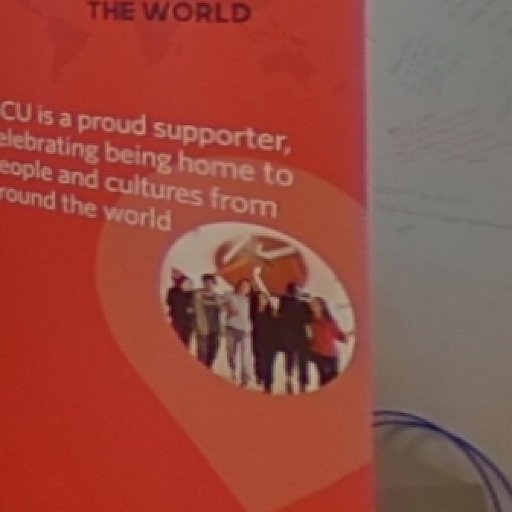 THE WORLD
CU is a proud supporter,
elebrating being home to
eople and cultures from
round the world